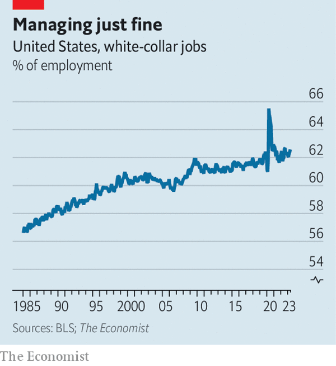 Managing just fine
United States, white-collar jobs
% of employment
66
64
62
60
58
56
54
1985 90 95 2000 05 10 15 20 23
Sources: BLS; The Economist
The Economist